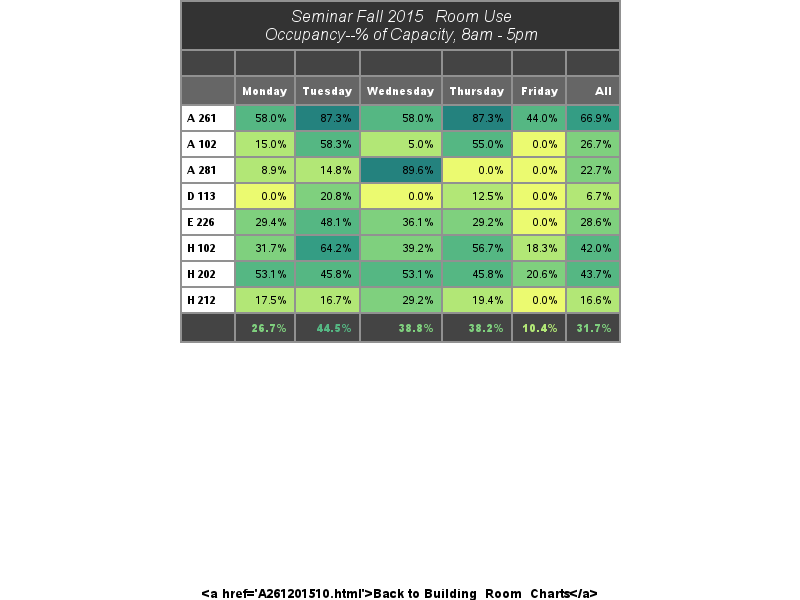 Seminar Fall 2015 Room Use
Occupancy--% of Capacity, 8am - 5pm
Monday Tuesday Wednesday Thursday Friday All
A 261 58.0% 87.3% 58.0% 87.3% 44.0% 66.9%
A 102 15.0% 58.3% 5.0% 55.0% 0.0% 26.7%
A 281 8.9% 14.8% 89.6% 0.0% 0.0% 22.7%
D 113 0.0% 20.8% 0.0% 12.5% 0.0% 6.7%
E 226 29.4% 48.1% 36.1% 29.2% 0.0% 28.6%
H 102 31.7% 64.2% 39.2% 56.7% 18.3% 42.0%
H 202 53.1% 45.8% 53.1% 45.8% 20.6% 43.7%
H 212 17.5% 16.7% 29.2% 19.4% 0.0% 16.6%
26.7% 44.5% 38.8% 38.2% 10.4% 31.7%
<a href='A261201510.html'>Back to Building Room Charts</a>